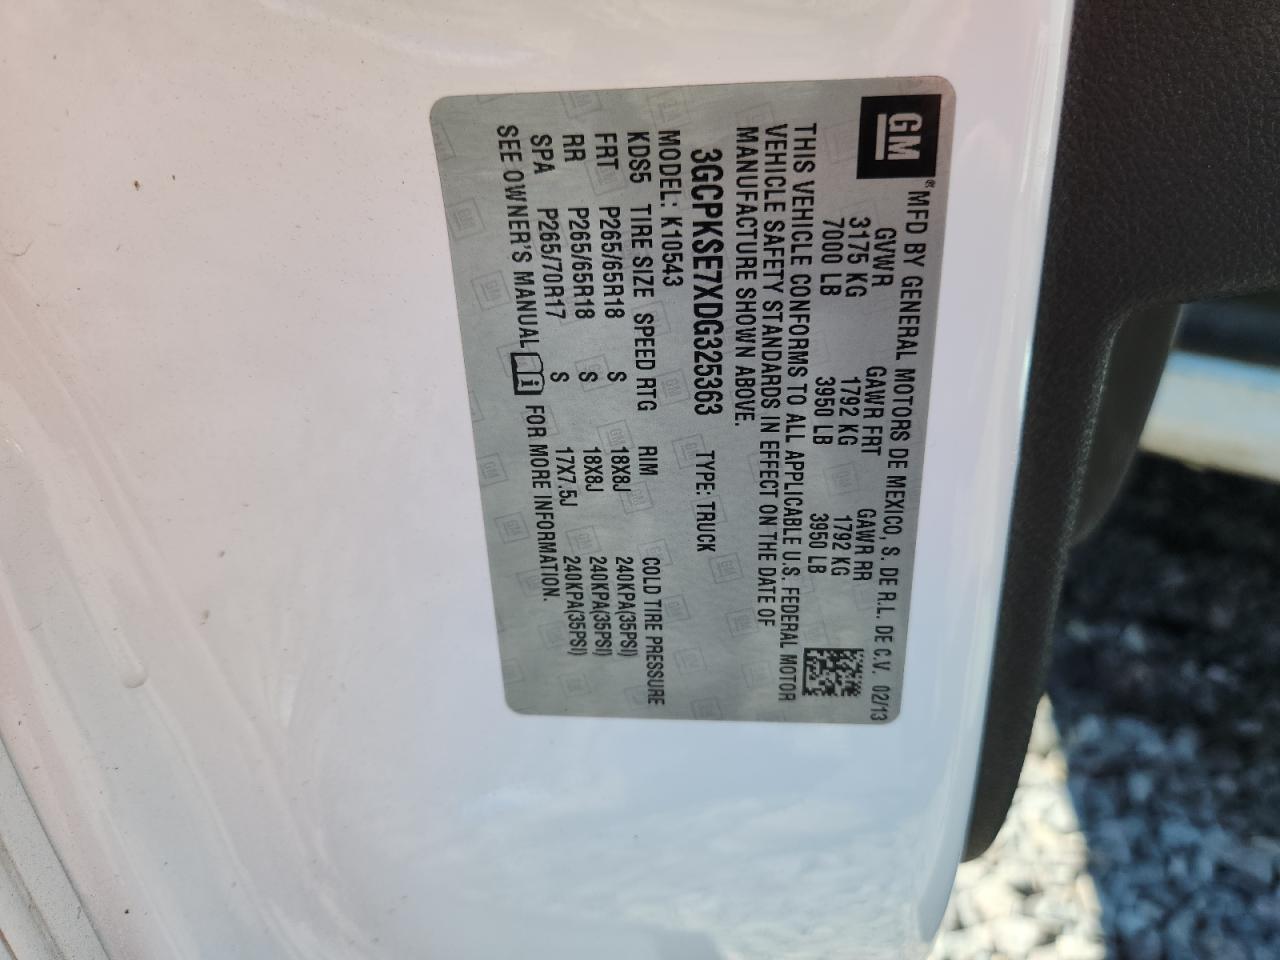 GM
® MFD BY GENERAL MOTORS DE MEXICO, S. DE R.L. DE C.V. 02/13
GVWR GAWR FRT GAWR RR
3175 KG 1792 KG 1792 KG
7000 LB 3950 LB 3950 LB
THIS VEHICLE CONFORMS TO ALL APPLICABLE U.S. FEDERAL MOTOR
VEHICLE SAFETY STANDARDS IN EFFECT ON THE DATE OF
MANUFACTURE SHOWN ABOVE.
3GCPKSE7XDG325363 TYPE: TRUCK
MODEL: K10543
KDS5 TIRE SIZE SPEED RTG RIM COLD TIRE PRESSURE
FRT P265/65R18 S 18X8J 240KPA(35PSI)
RR P265/65R18 S 18X8J 240KPA(35PSI)
SPA P265/70R17 S 17X7.5J 240KPA(35PSI)
SEE OWNER'S MANUAL i FOR MORE INFORMATION.